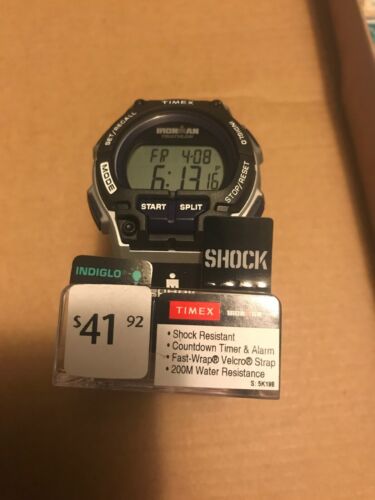 TIMEX
IRONMAN
TRIATHLON
SET/RECALL
INDIGLO
MODE
STOP/RESET
FR 4-08
6:13 16
START SPLIT
SHOCK
INDIGLO
$41 92
TIMEX IRONMAN
• Shock Resistant
• Countdown Timer & Alarm
• Fast-Wrap® Velcro® Strap
• 200M Water Resistance
S: 5K198